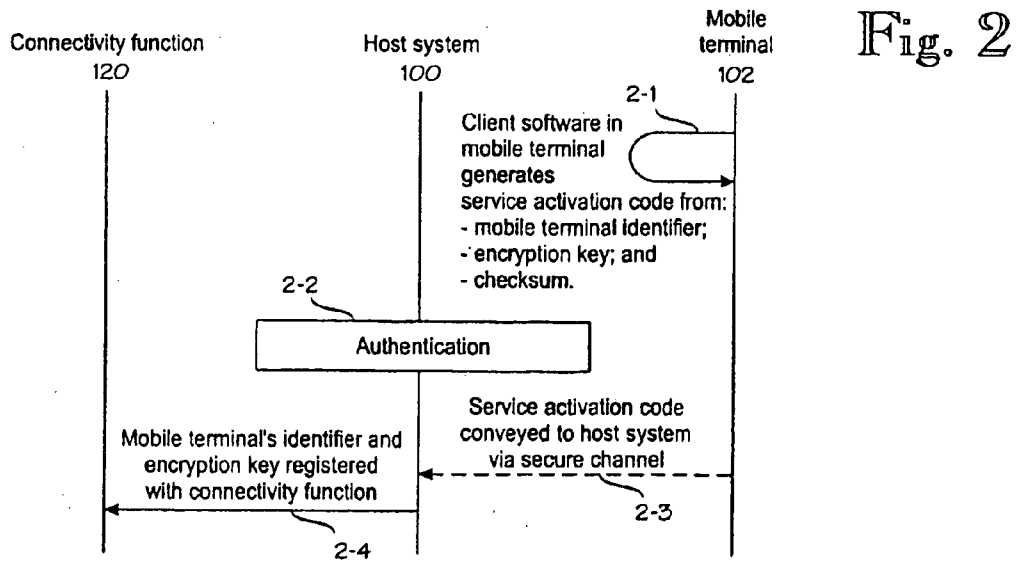 Fig. 2
Connectivity function
120
Host system
100
Mobile
terminal
102
2-1
Client software in
mobile terminal
generates
service activation code from:
- mobile terminal identifier;
- encryption key; and
- checksum.
2-2
Authentication
Service activation code
conveyed to host system
via secure channel
2-3
Mobile terminal's identifier and
encryption key registered
with connectivity function
2-4